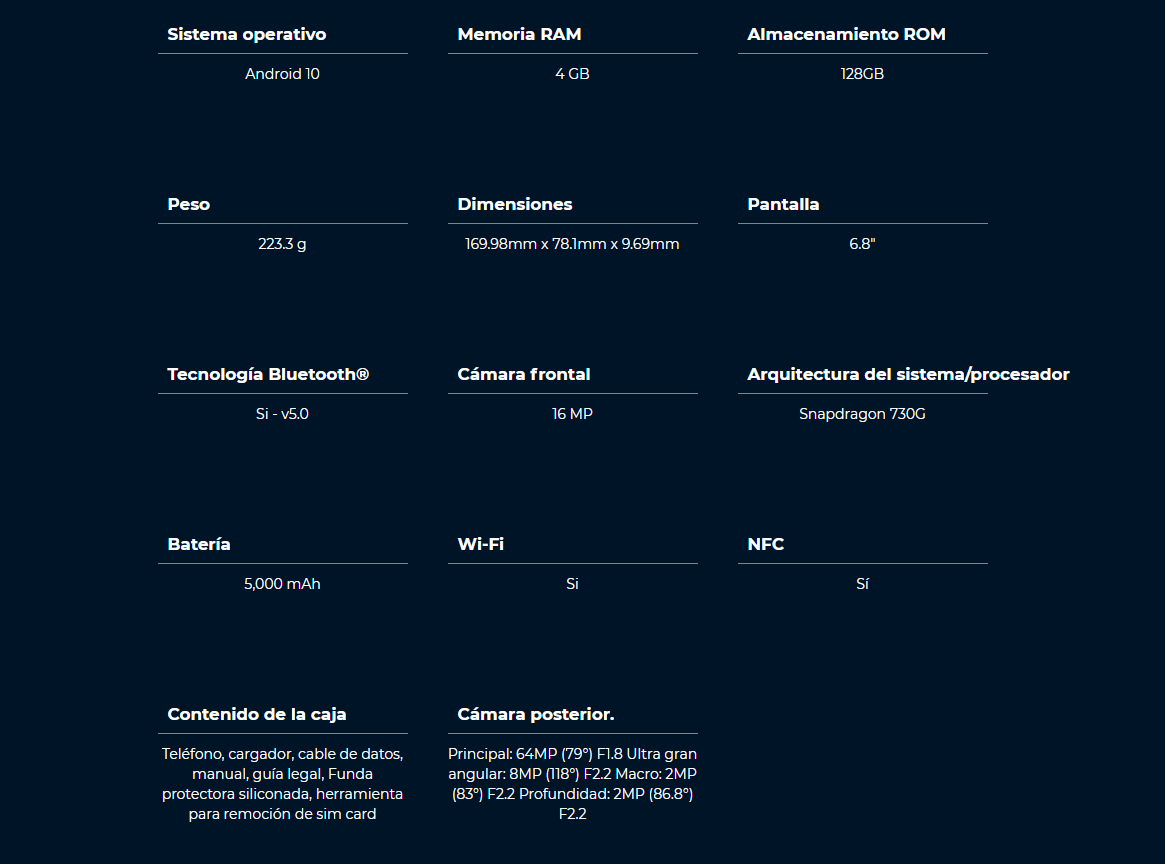 Sistema operativo
Memoria RAM
Almacenamiento ROM
Android 10
4 GB
128GB
Peso
Dimensiones
Pantalla
223.3 g
169.98mm x 78.1mm x 9.69mm
6.8"
Tecnología Bluetooth®
Cámara frontal
Arquitectura del sistema/procesador
Si - v5.0
16 MP
Snapdragon 730G
Batería
Wi-Fi
NFC
5,000 mAh
Si
Sí
Contenido de la caja
Cámara posterior.
Teléfono, cargador, cable de datos,
manual, guía legal, Funda
protectora siliconada, herramienta
para remoción de sim card
Principal: 64MP (79°) F1.8 Ultra gran
angular: 8MP (118°) F2.2 Macro: 2MP
(83°) F2.2 Profundidad: 2MP (86.8°)
F2.2